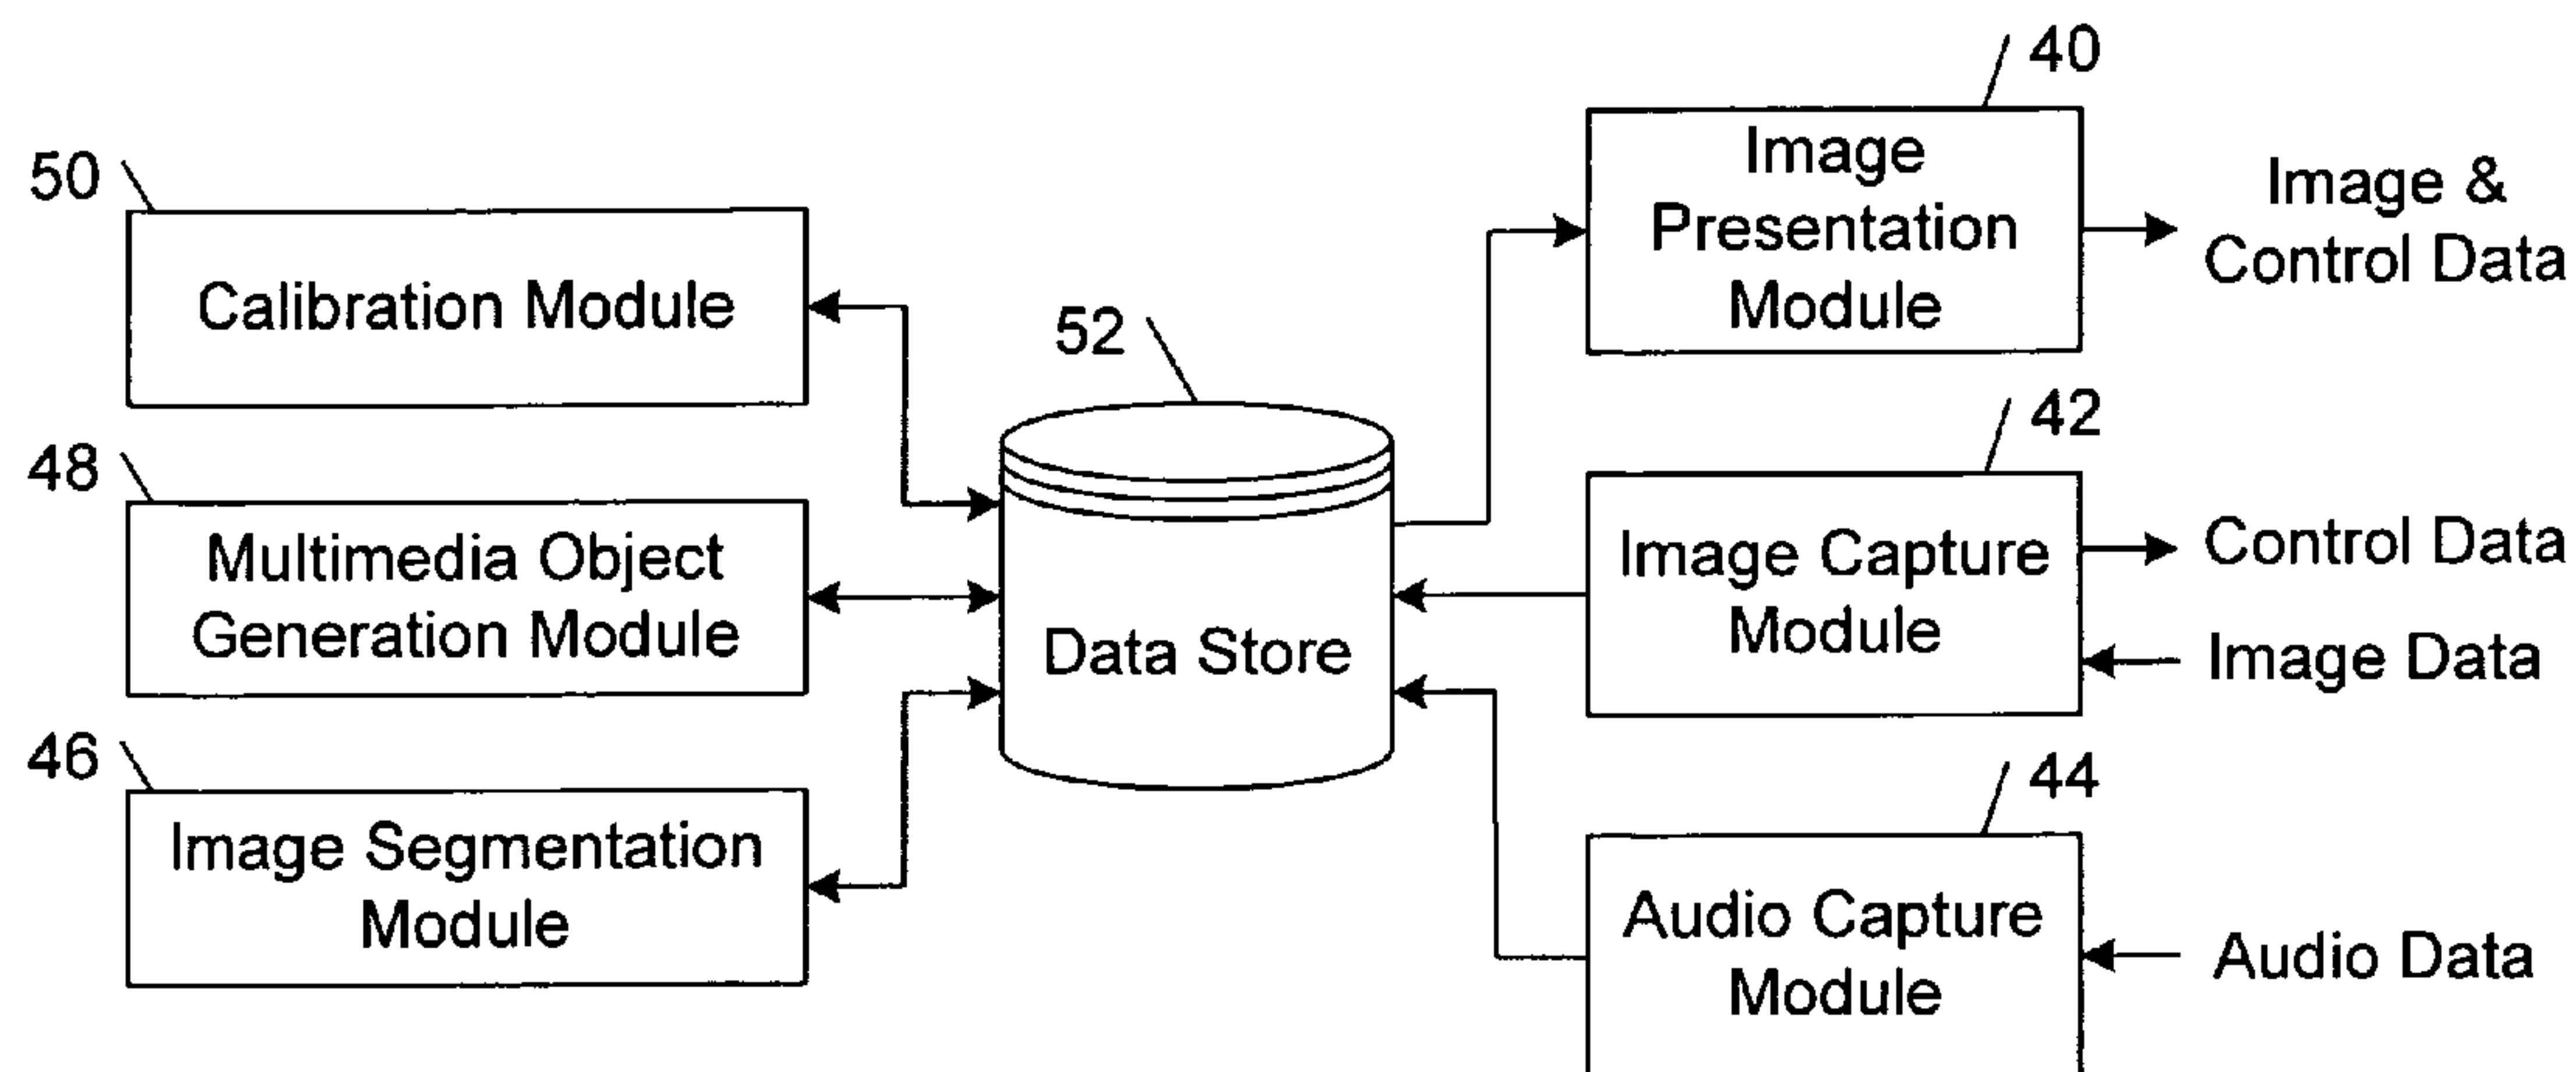 40
Image
Presentation
Module
Image &
Control Data
50
Calibration Module
52
Data Store
42
Image Capture
Module
Control Data
Image Data
48
Multimedia Object
Generation Module
46
Image Segmentation
Module
44
Audio Capture
Module
Audio Data